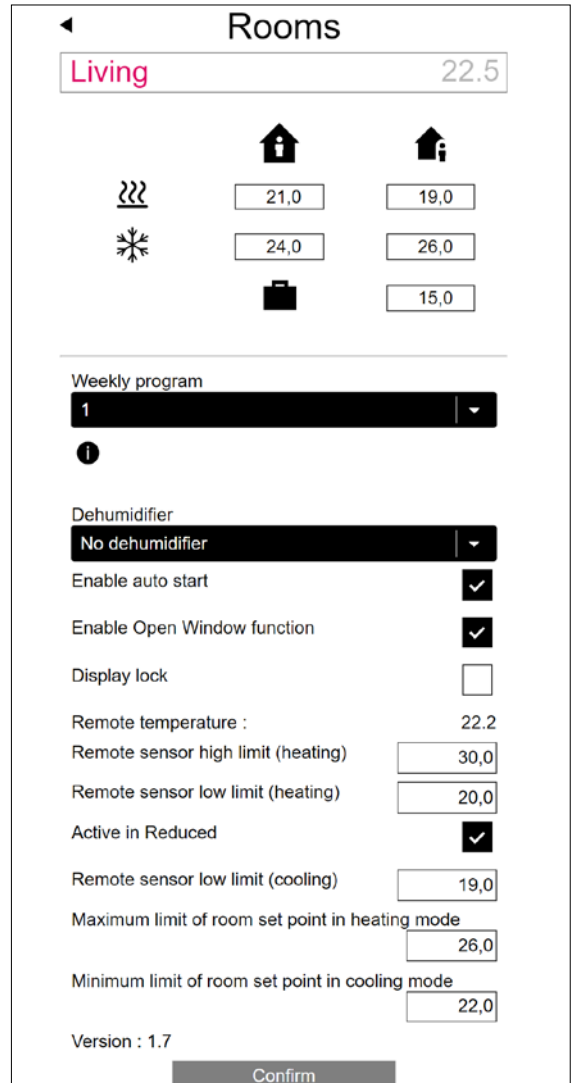 Rooms
Living 22.5
21,0 19,0
24,0 26,0
15,0
Weekly program
1
Dehumidifier
No dehumidifier
Enable auto start
Enable Open Window function
Display lock
Remote temperature : 22.2
Remote sensor high limit (heating) 30,0
Remote sensor low limit (heating) 20,0
Active in Reduced
Remote sensor low limit (cooling) 19,0
Maximum limit of room set point in heating mode
26,0
Minimum limit of room set point in cooling mode
22,0
Version : 1.7
Confirm